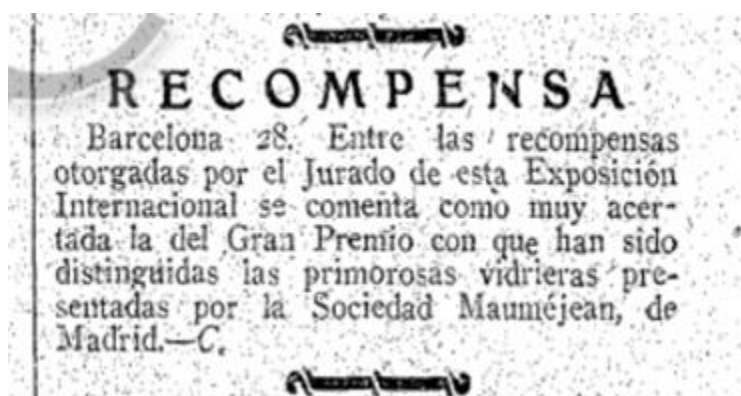 RECOMPENSA
Barcelona 28. Entre las recompensas
otorgadas por el Jurado de esta Exposición
Internacional se comenta como muy acer-
tada la del Gran Premio con que han sido
distinguidas las primorosas vidrieras pre-
sentadas por la Sociedad Mauméjean, de
Madrid.—C.